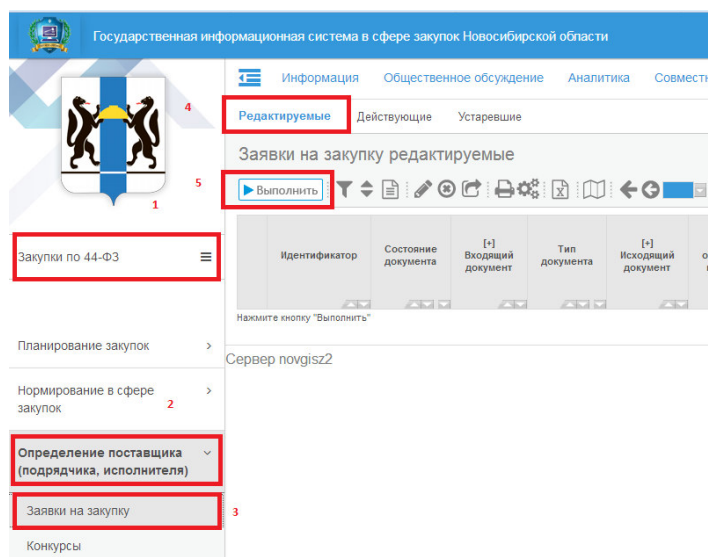 Государственная информационная система в сфере закупок Новосибирской области
Информация Общественное обсуждение Аналитика
4
Редактируемые Действующие Устаревшие
Заявки на закупку редактируемые
5
Выполнить
1
Закупки по 44-ФЗ
Идентификатор
Состояние
документа
[+]
Входящий
документ
Тип
документа
[+]
Исходящий
документ
Нажмите кнопку "Выполнить"
Планирование закупок
Сервер novgisz2
Нормирование в сфере
закупок
2
Определение поставщика
(подрядчика, исполнителя)
Заявки на закупку
3
Конкурсы